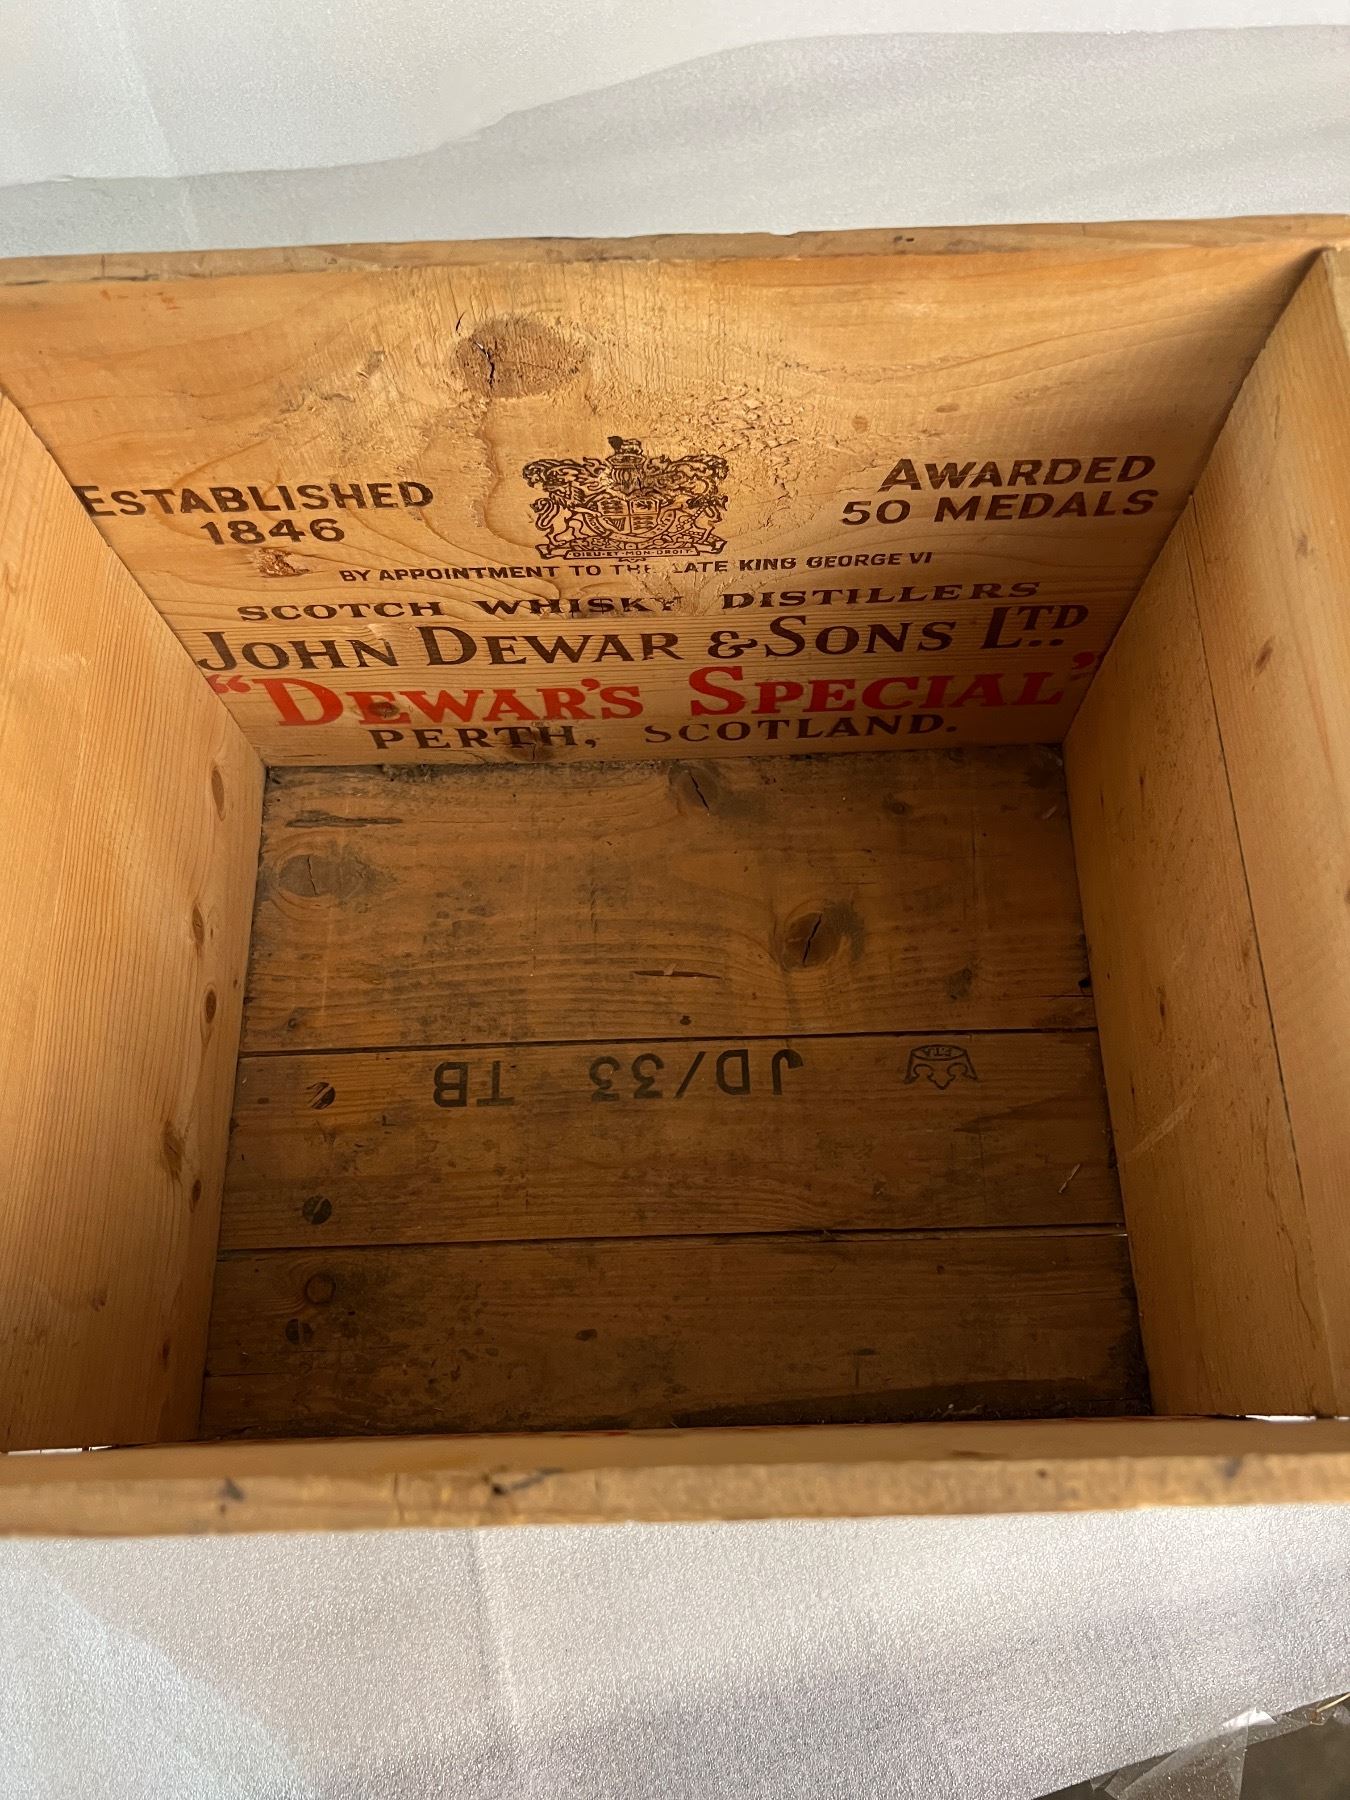 ESTABLISHED
1846
AWARDED
50 MEDALS
DIEU·ET·MON·DROIT
BY APPOINTMENT TO THE LATE KING GEORGE VI
SCOTCH WHISKY DISTILLERS
JOHN DEWAR & SONS LTD.
"DEWAR'S SPECIAL"
PERTH, SCOTLAND.
JD/33 TB